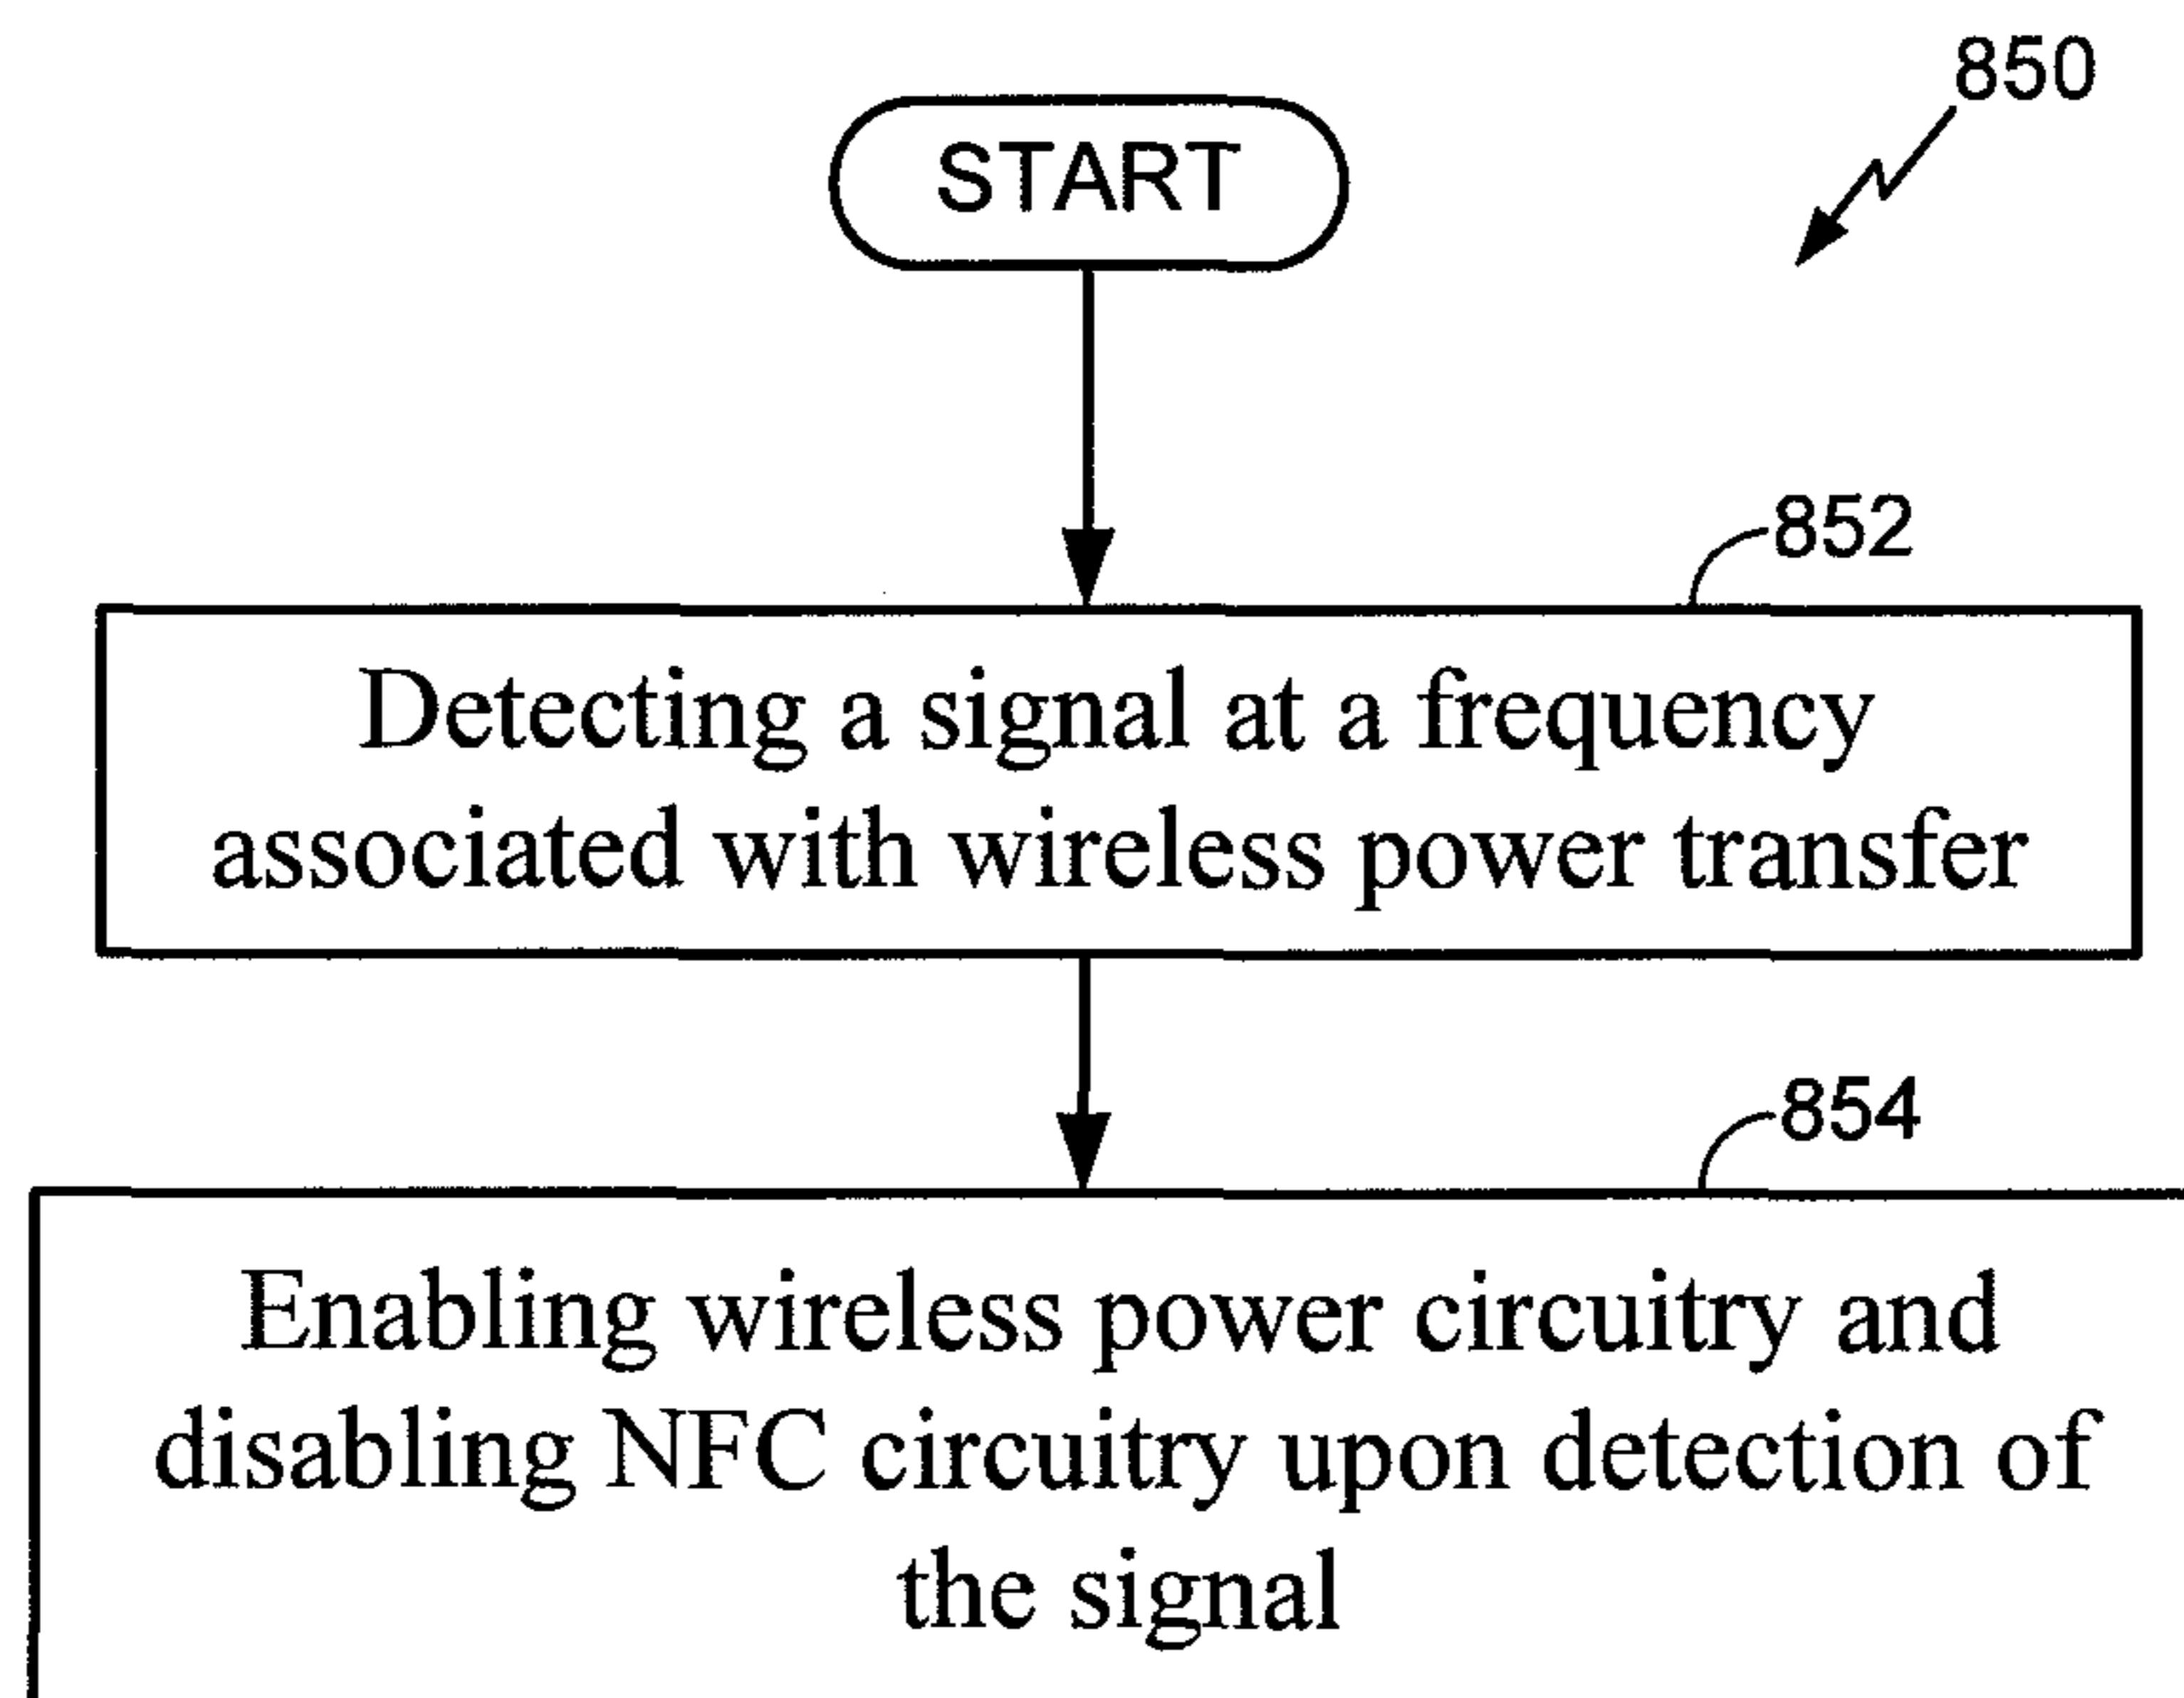 850
START
852
Detecting a signal at a frequency
associated with wireless power transfer
854
Enabling wireless power circuitry and
disabling NFC circuitry upon detection of
the signal